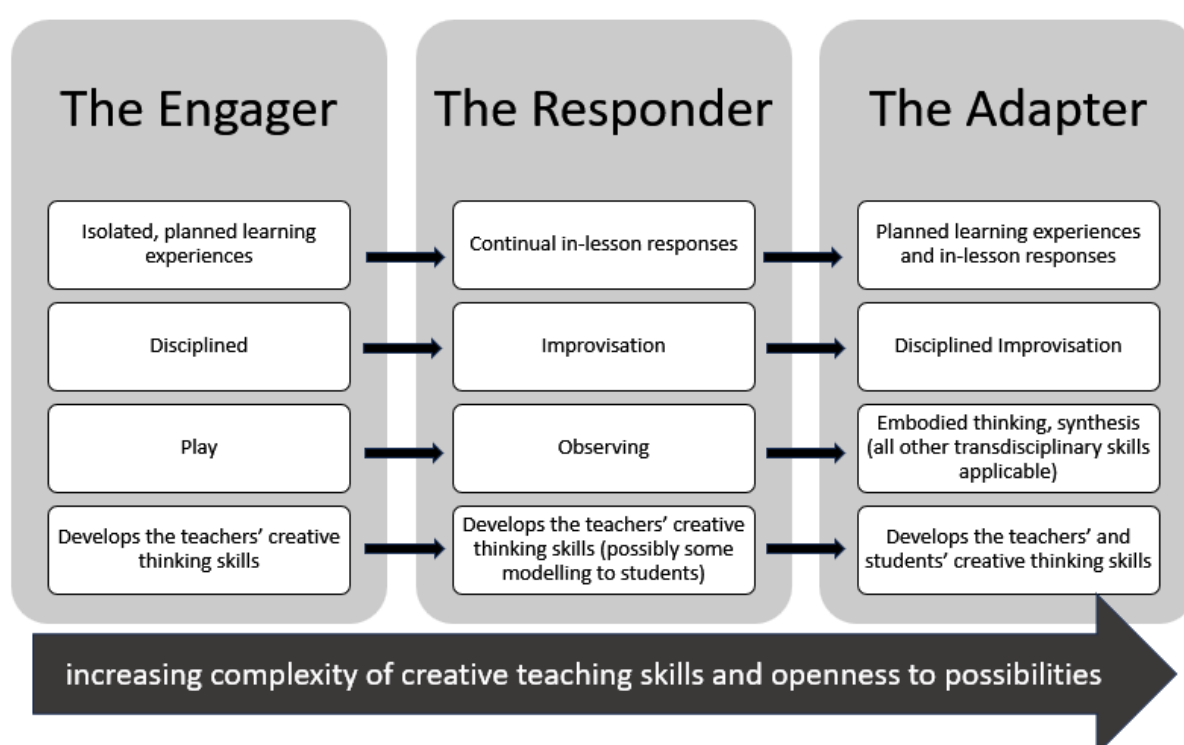 The Engager
Isolated, planned learning
experiences
Disciplined
Play
Develops the teachers’ creative
thinking skills
The Responder
Continual in-lesson responses
Improvisation
Observing
Develops the teachers’ creative
thinking skills (possibly some
modelling to students)
The Adapter
Planned learning experiences
and in-lesson responses
Disciplined Improvisation
Embodied thinking, synthesis
(all other transdisciplinary skills
applicable)
Develops the teachers’ and
students’ creative thinking skills
increasing complexity of creative teaching skills and openness to possibilities